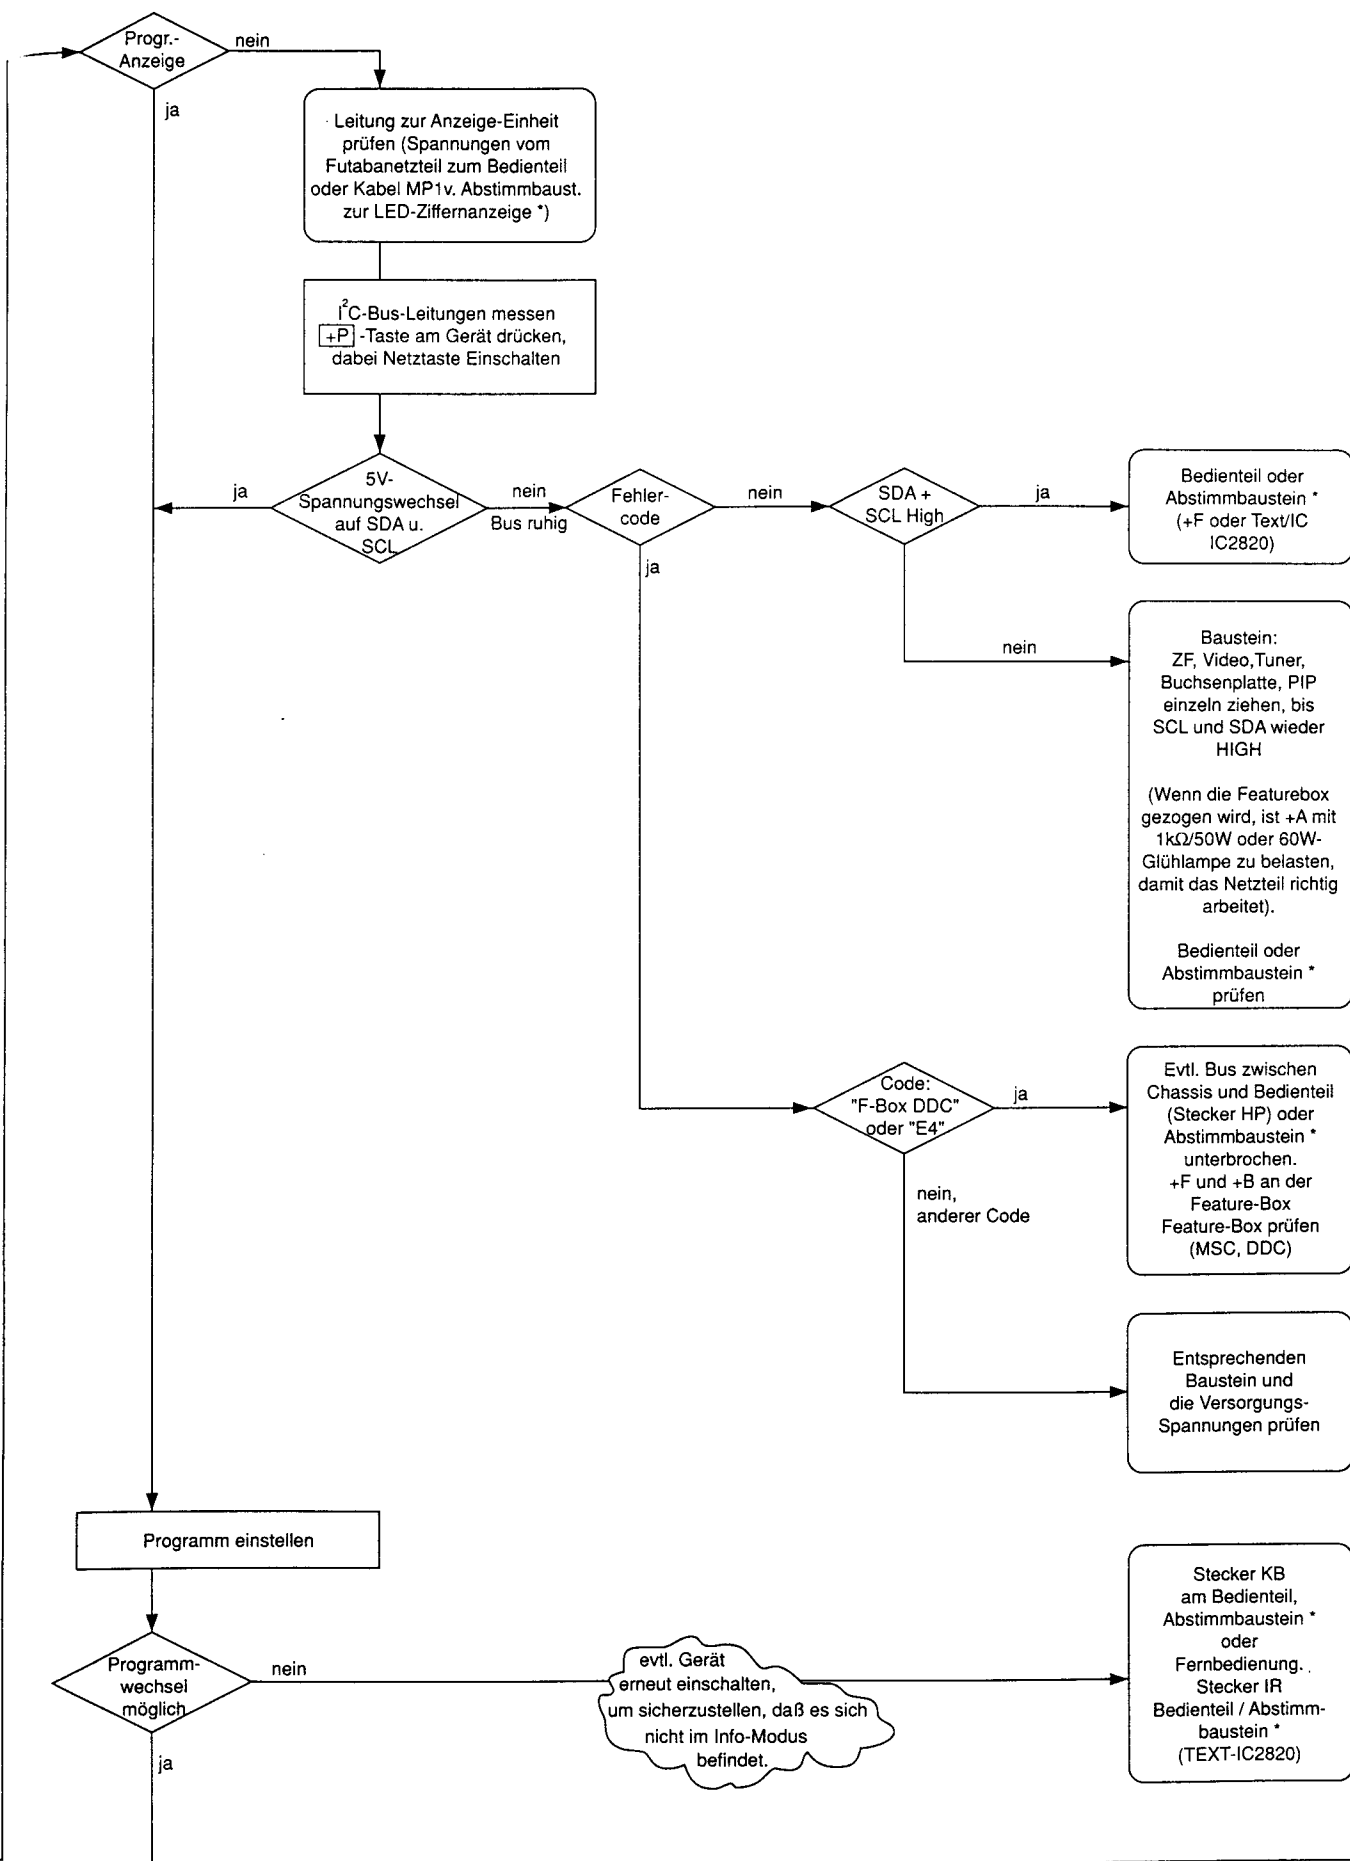 Progr.-
Anzeige
nein
ja
Leitung zur Anzeige-Einheit
prüfen (Spannungen vom
Futabanetzteil zum Bedienteil
oder Kabel MP1v. Abstimmbaust.
zur LED-Ziffernanzeige *)
I²C-Bus-Leitungen messen
+P -Taste am Gerät drücken,
dabei Netztaste Einschalten
ja
5V-
Spannungswechsel
auf SDA u.
SCL
nein
Bus ruhig
Fehler-
code
nein
ja
SDA +
SCL High
ja
nein
Bedienteil oder
Abstimmbaustein *
(+F oder Text/IC
IC2820)
Baustein:
ZF, Video,Tuner,
Buchsenplatte, PIP
einzeln ziehen, bis
SCL und SDA wieder
HIGH
(Wenn die Featurebox
gezogen wird, ist +A mit
1kΩ/50W oder 60W-
Glühlampe zu belasten,
damit das Netzteil richtig
arbeitet).
Bedienteil oder
Abstimmbaustein *
prüfen
Code:
"F-Box DDC"
oder "E4"
ja
nein,
anderer Code
Evtl. Bus zwischen
Chassis und Bedienteil
(Stecker HP) oder
Abstimmbaustein *
unterbrochen.
+F und +B an der
Feature-Box
Feature-Box prüfen
(MSC, DDC)
Entsprechenden
Baustein und
die Versorgungs-
Spannungen prüfen
Programm einstellen
Programm-
wechsel
möglich
nein
ja
evtl. Gerät
erneut einschalten,
um sicherzustellen, daß es sich
nicht im Info-Modus
befindet.
Stecker KB
am Bedienteil,
Abstimmbaustein *
oder
Fernbedienung.
Stecker IR
Bedienteil / Abstimm-
baustein *
(TEXT-IC2820)